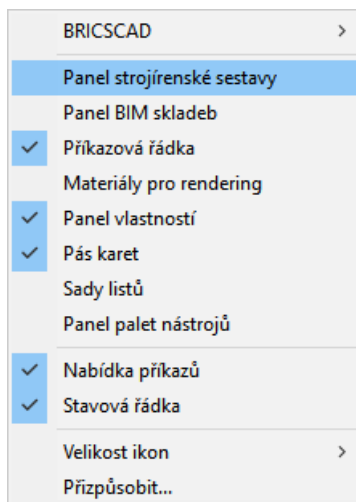 BRICSCAD
Panel strojírenské sestavy
Panel BIM skladeb
Příkazová řádka
Materiály pro rendering
Panel vlastností
Pás karet
Sady listů
Panel palet nástrojů
Nabídka příkazů
Stavová řádka
Velikost ikon
Přizpůsobit...